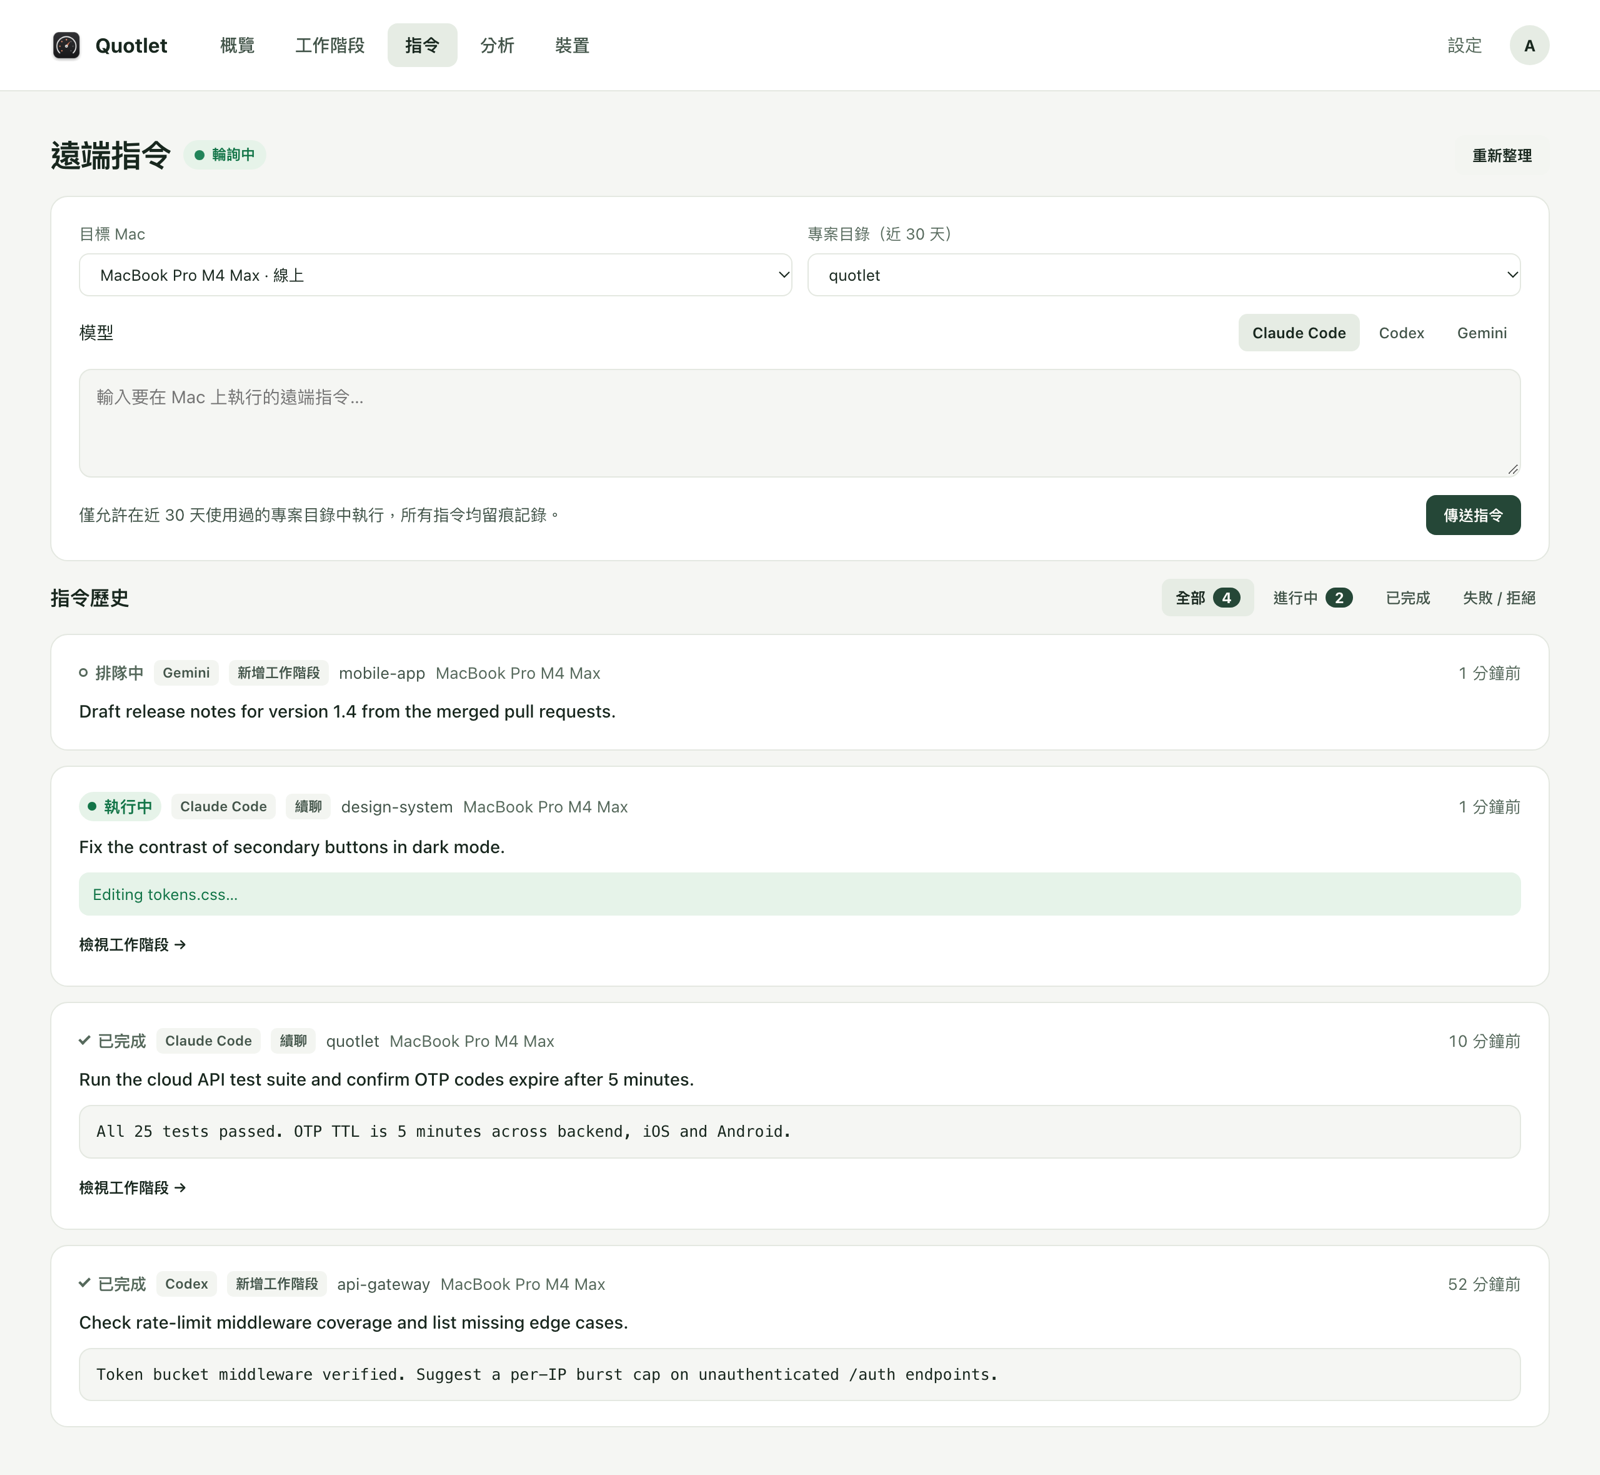 Quotlet 概覽 工作階段 指令 分析 裝置 設定 A
遠端指令 輪詢中 重新整理
目標 Mac 專案目錄（近 30 天）
MacBook Pro M4 Max · 線上 quotlet
模型 Claude Code Codex Gemini
輸入要在 Mac 上執行的遠端指令...
僅允許在近 30 天使用過的專案目錄中執行，所有指令均留痕記錄。 傳送指令
指令歷史 全部 4 進行中 2 已完成 失敗 / 拒絕
排隊中 Gemini 新增工作階段 mobile-app MacBook Pro M4 Max 1 分鐘前
Draft release notes for version 1.4 from the merged pull requests.
執行中 Claude Code 續聊 design-system MacBook Pro M4 Max 1 分鐘前
Fix the contrast of secondary buttons in dark mode.
Editing tokens.css...
檢視工作階段 →
已完成 Claude Code 續聊 quotlet MacBook Pro M4 Max 10 分鐘前
Run the cloud API test suite and confirm OTP codes expire after 5 minutes.
All 25 tests passed. OTP TTL is 5 minutes across backend, iOS and Android.
檢視工作階段 →
已完成 Codex 新增工作階段 api-gateway MacBook Pro M4 Max 52 分鐘前
Check rate-limit middleware coverage and list missing edge cases.
Token bucket middleware verified. Suggest a per-IP burst cap on unauthenticated /auth endpoints.